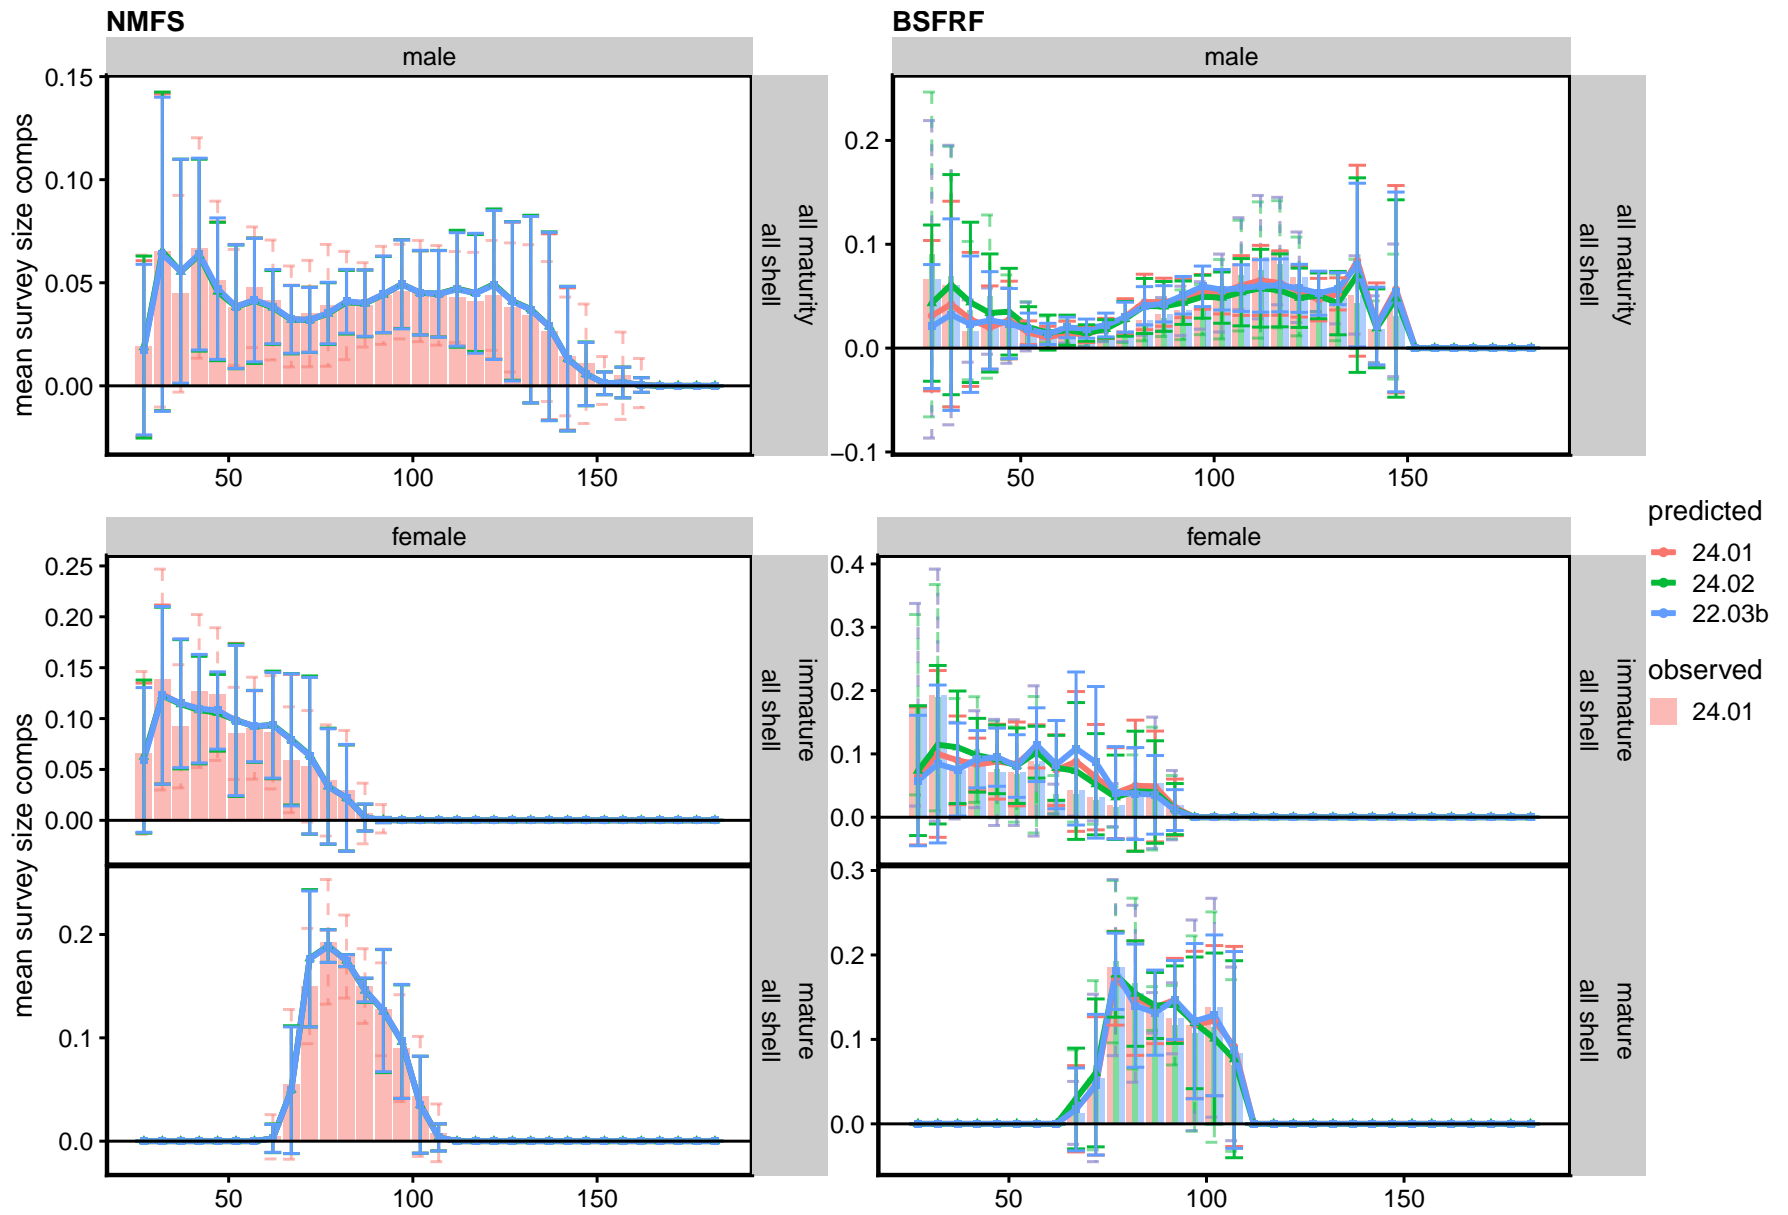 NMFS
BSFRF
male
male
mean survey size comps
0.15
0.10
0.05
0.00
50
100
150
all maturity
all shell
0.2
0.1
0.0
−0.1
50
100
150
all maturity
all shell
female
female
mean survey size comps
0.25
0.20
0.15
0.10
0.05
0.00
immature
all shell
0.4
0.3
0.2
0.1
0.0
immature
all shell
mean survey size comps
0.2
0.1
0.0
50
100
150
mature
all shell
0.3
0.2
0.1
0.0
50
100
150
mature
all shell
predicted
24.01
24.02
22.03b
observed
24.01